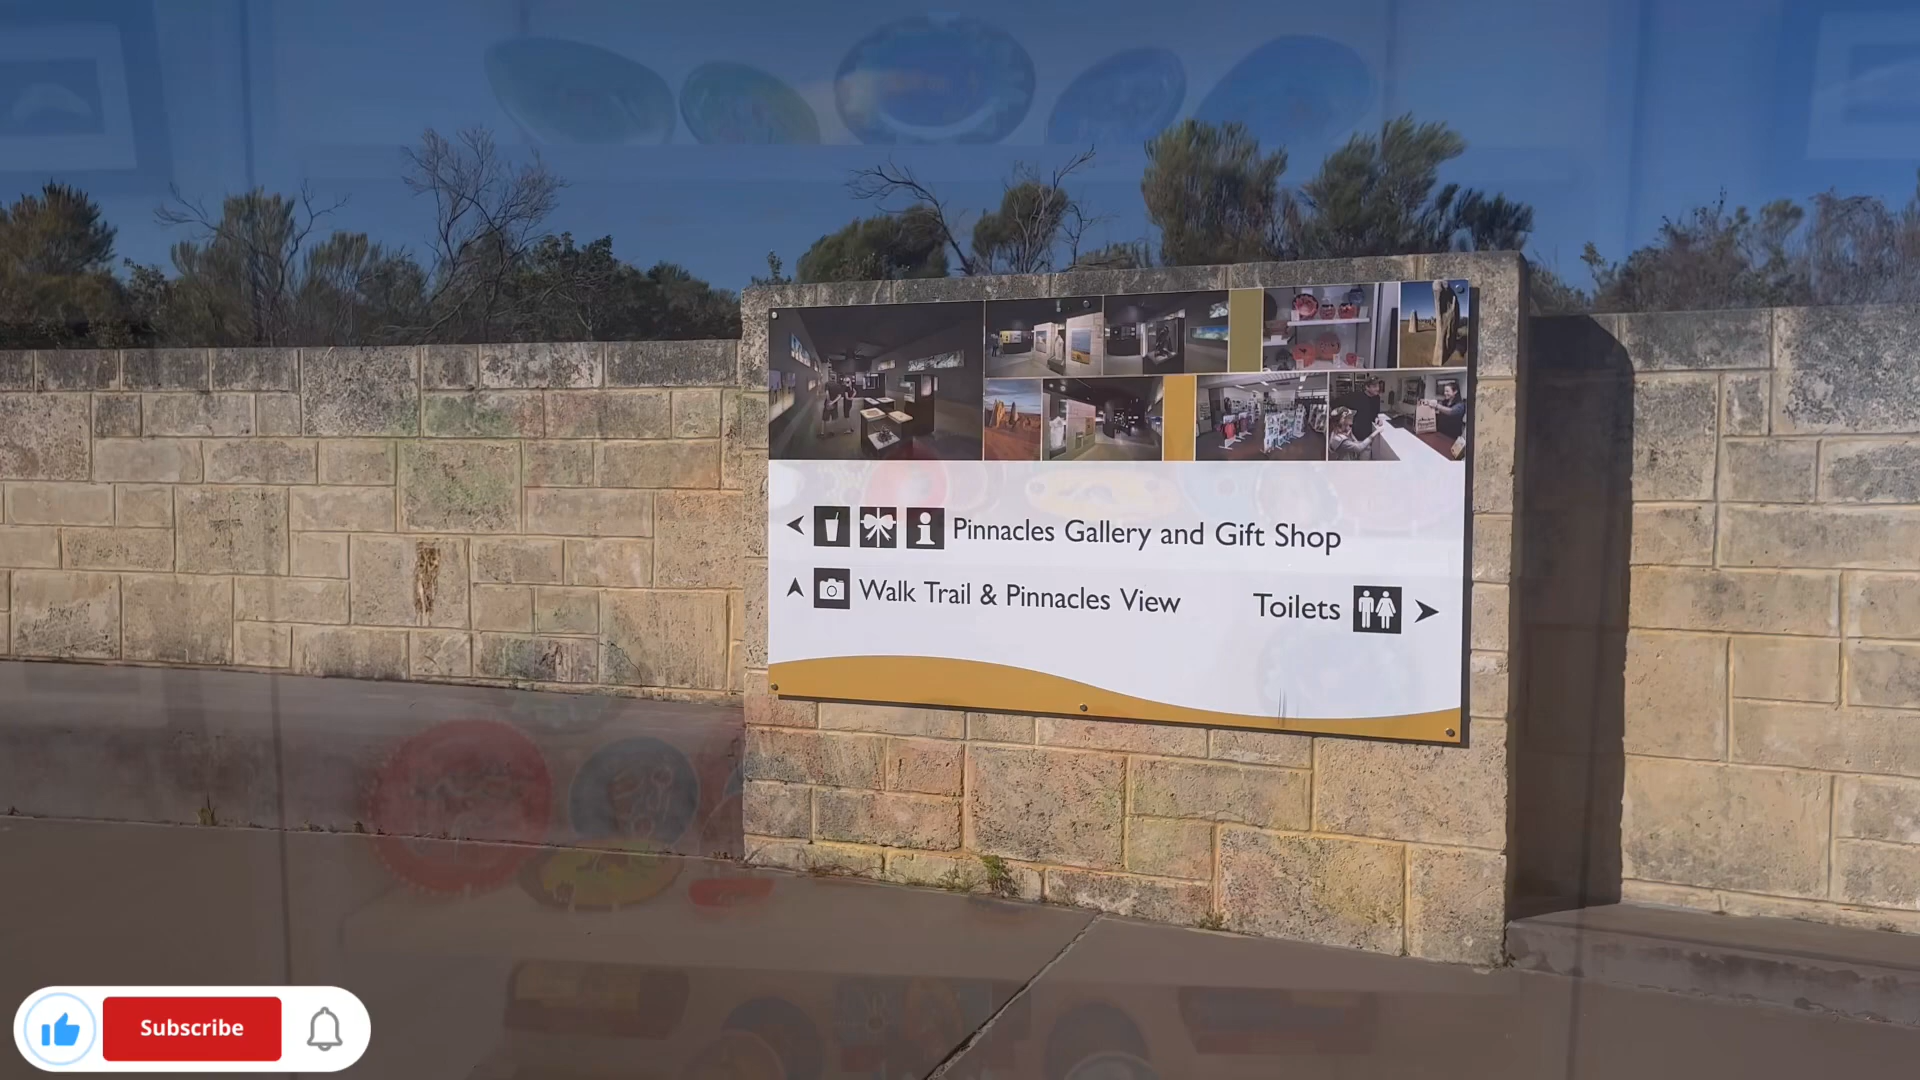 Pinnacles Gallery and Gift Shop
Walk Trail & Pinnacles View
Toilets
Subscribe